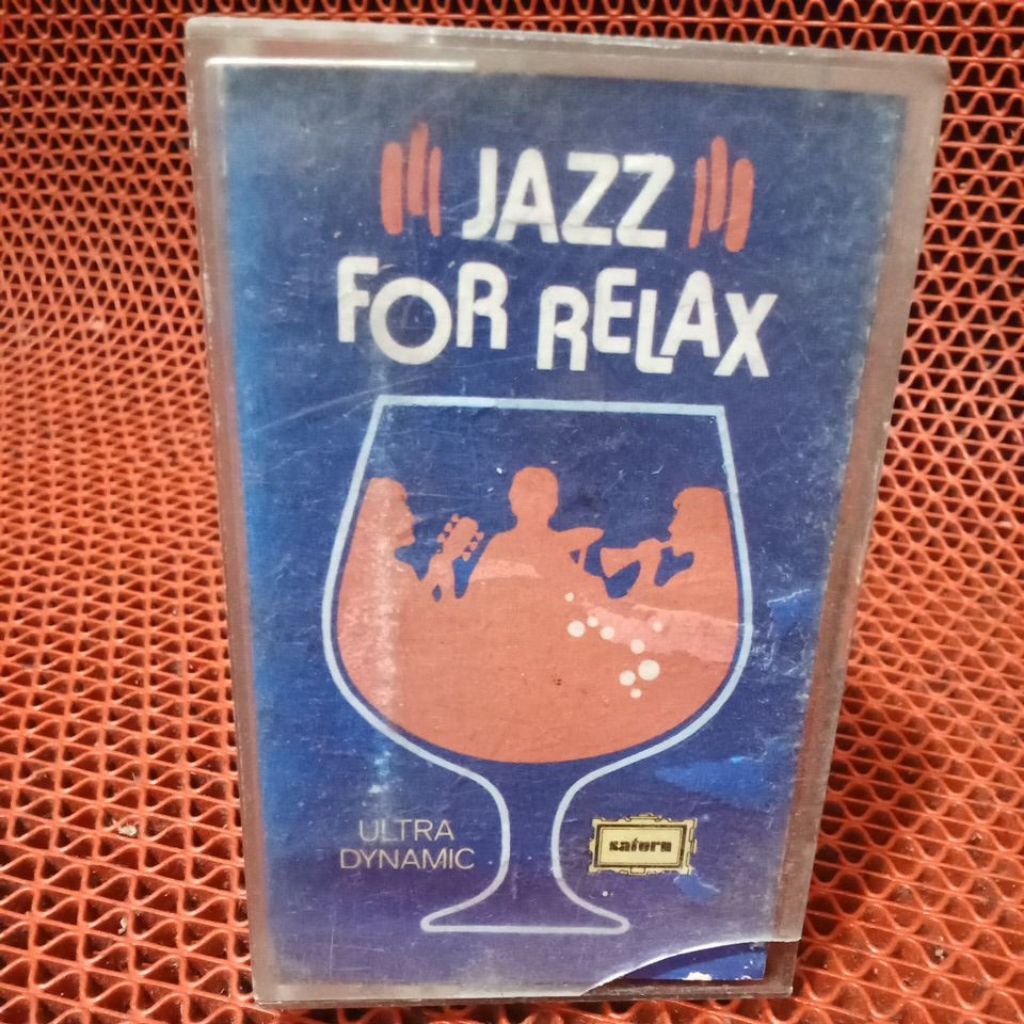 JAZZ
FOR RELAX
ULTRA
DYNAMIC
saturn